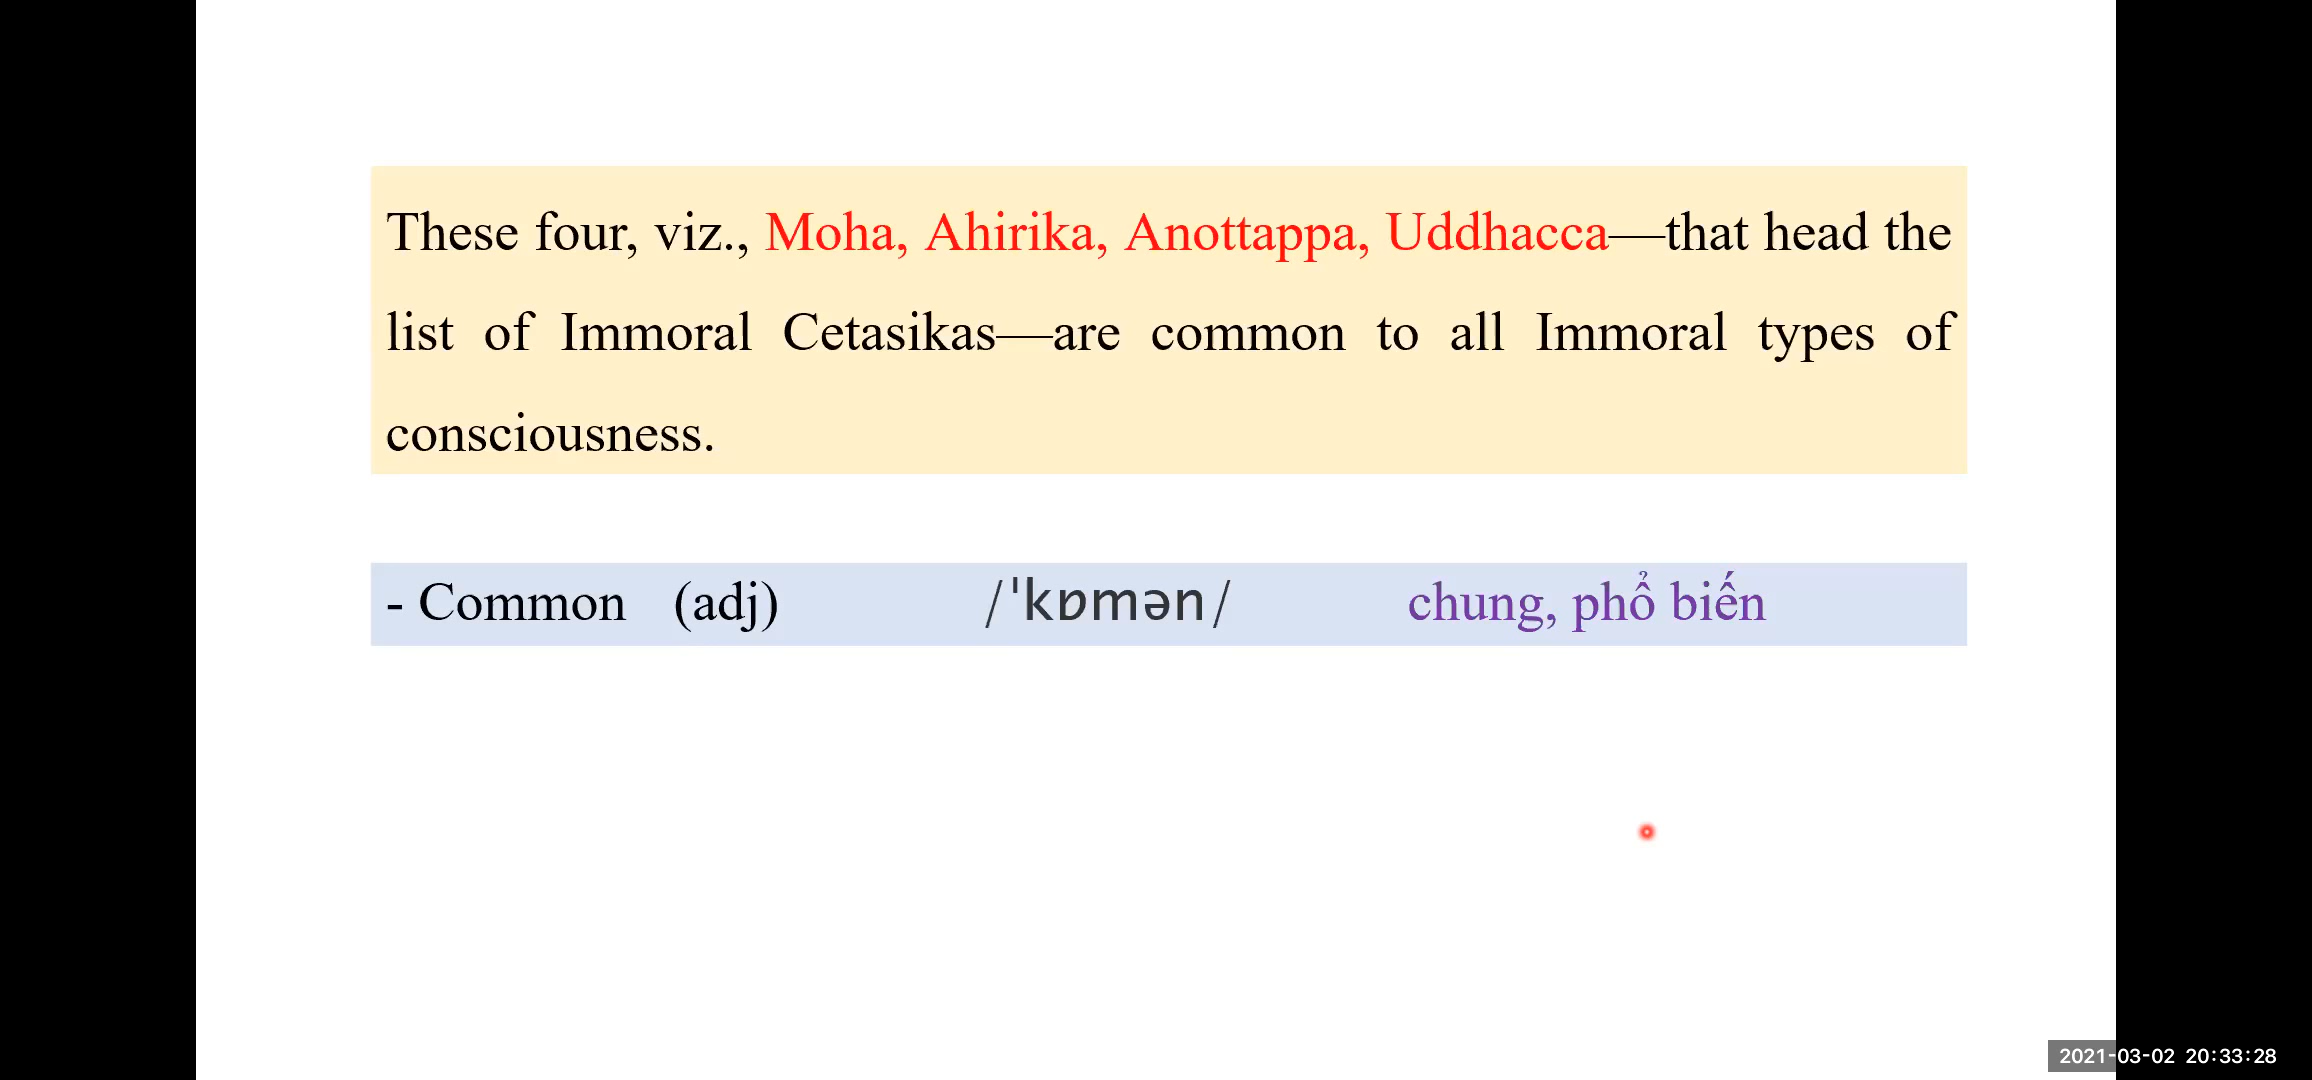 These four, viz., Moha, Ahirika, Anottappa, Uddhacca—that head the
list of Immoral Cetasikas—are common to all Immoral types of
consciousness.
- Common (adj) /ˈkɒmən/ chung, phổ biến
2021-03-02 20:33:28